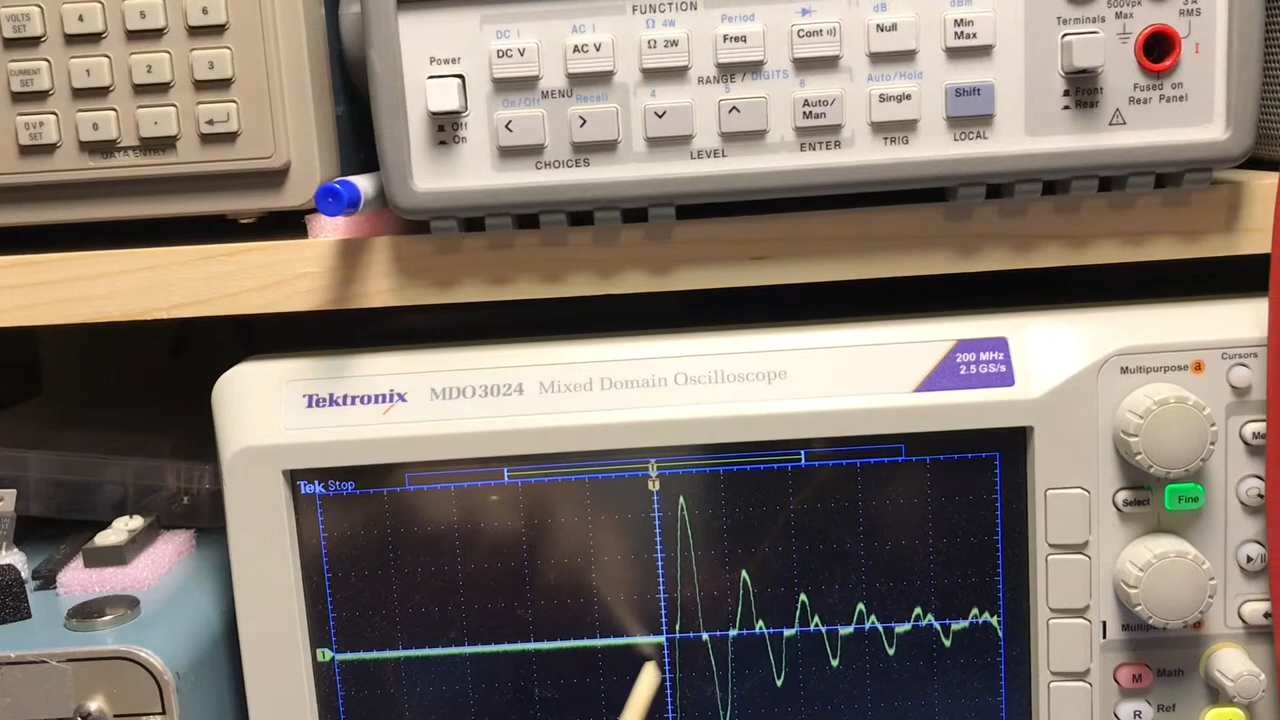 VOLTS SET
4
5
6
CURRENT SET
1
2
3
OVP SET
0
.
DATA ENTRY
FUNCTION
500Vpk Max
3A RMS
Power
Off
On
DC I
DC V
AC I
AC V
Ω 4W
Ω 2W
Period
Freq
Cont
dB
Null
dBm
Min Max
Terminals
Front
Rear
I
Fused on Rear Panel
RANGE / DIGITS
MENU
On/Off
<
Recall
>
4
5
6
Auto/ Man
Auto/Hold
Single
Shift
CHOICES
LEVEL
ENTER
TRIG
LOCAL
Tektronix MDO3024 Mixed Domain Oscilloscope
200 MHz
2.5 GS/s
Tek Stop
T
T
1
Multipurpose a
Cursors
Select
Fine
M Math
R Ref